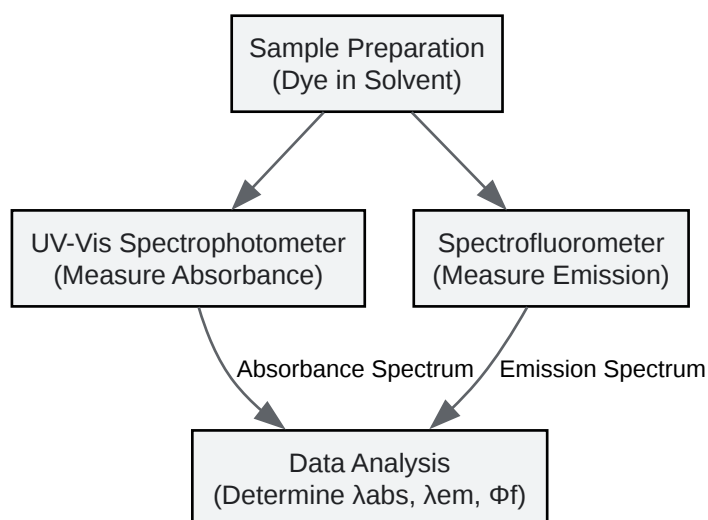 Sample Preparation
(Dye in Solvent)
UV-Vis Spectrophotometer
(Measure Absorbance)
Spectrofluorometer
(Measure Emission)
Absorbance Spectrum
Emission Spectrum
Data Analysis
(Determine λabs, λem, Φf)